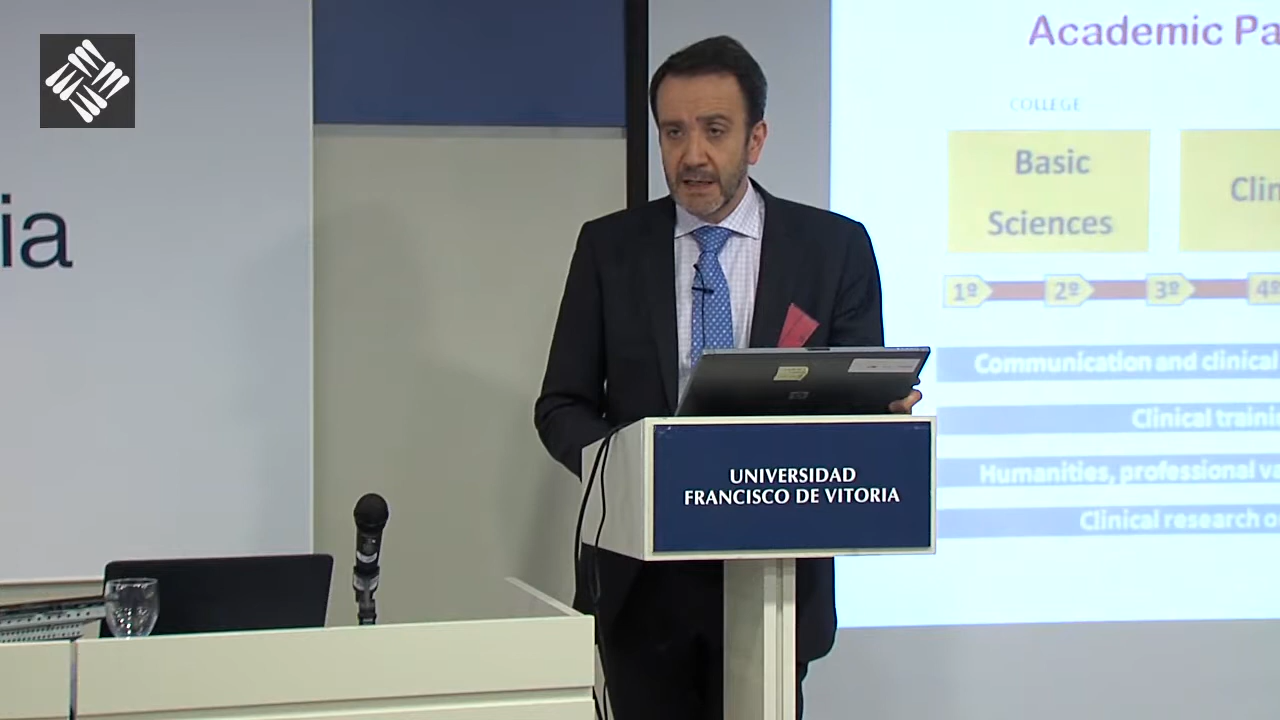 ia
Academic Pa
COLLEGE
Basic
Sciences
Clin
1º 2º 3º 4º
Communication and clinical
Clinical traini
Humanities, professional va
Clinical research o
UNIVERSIDAD
FRANCISCO DE VITORIA